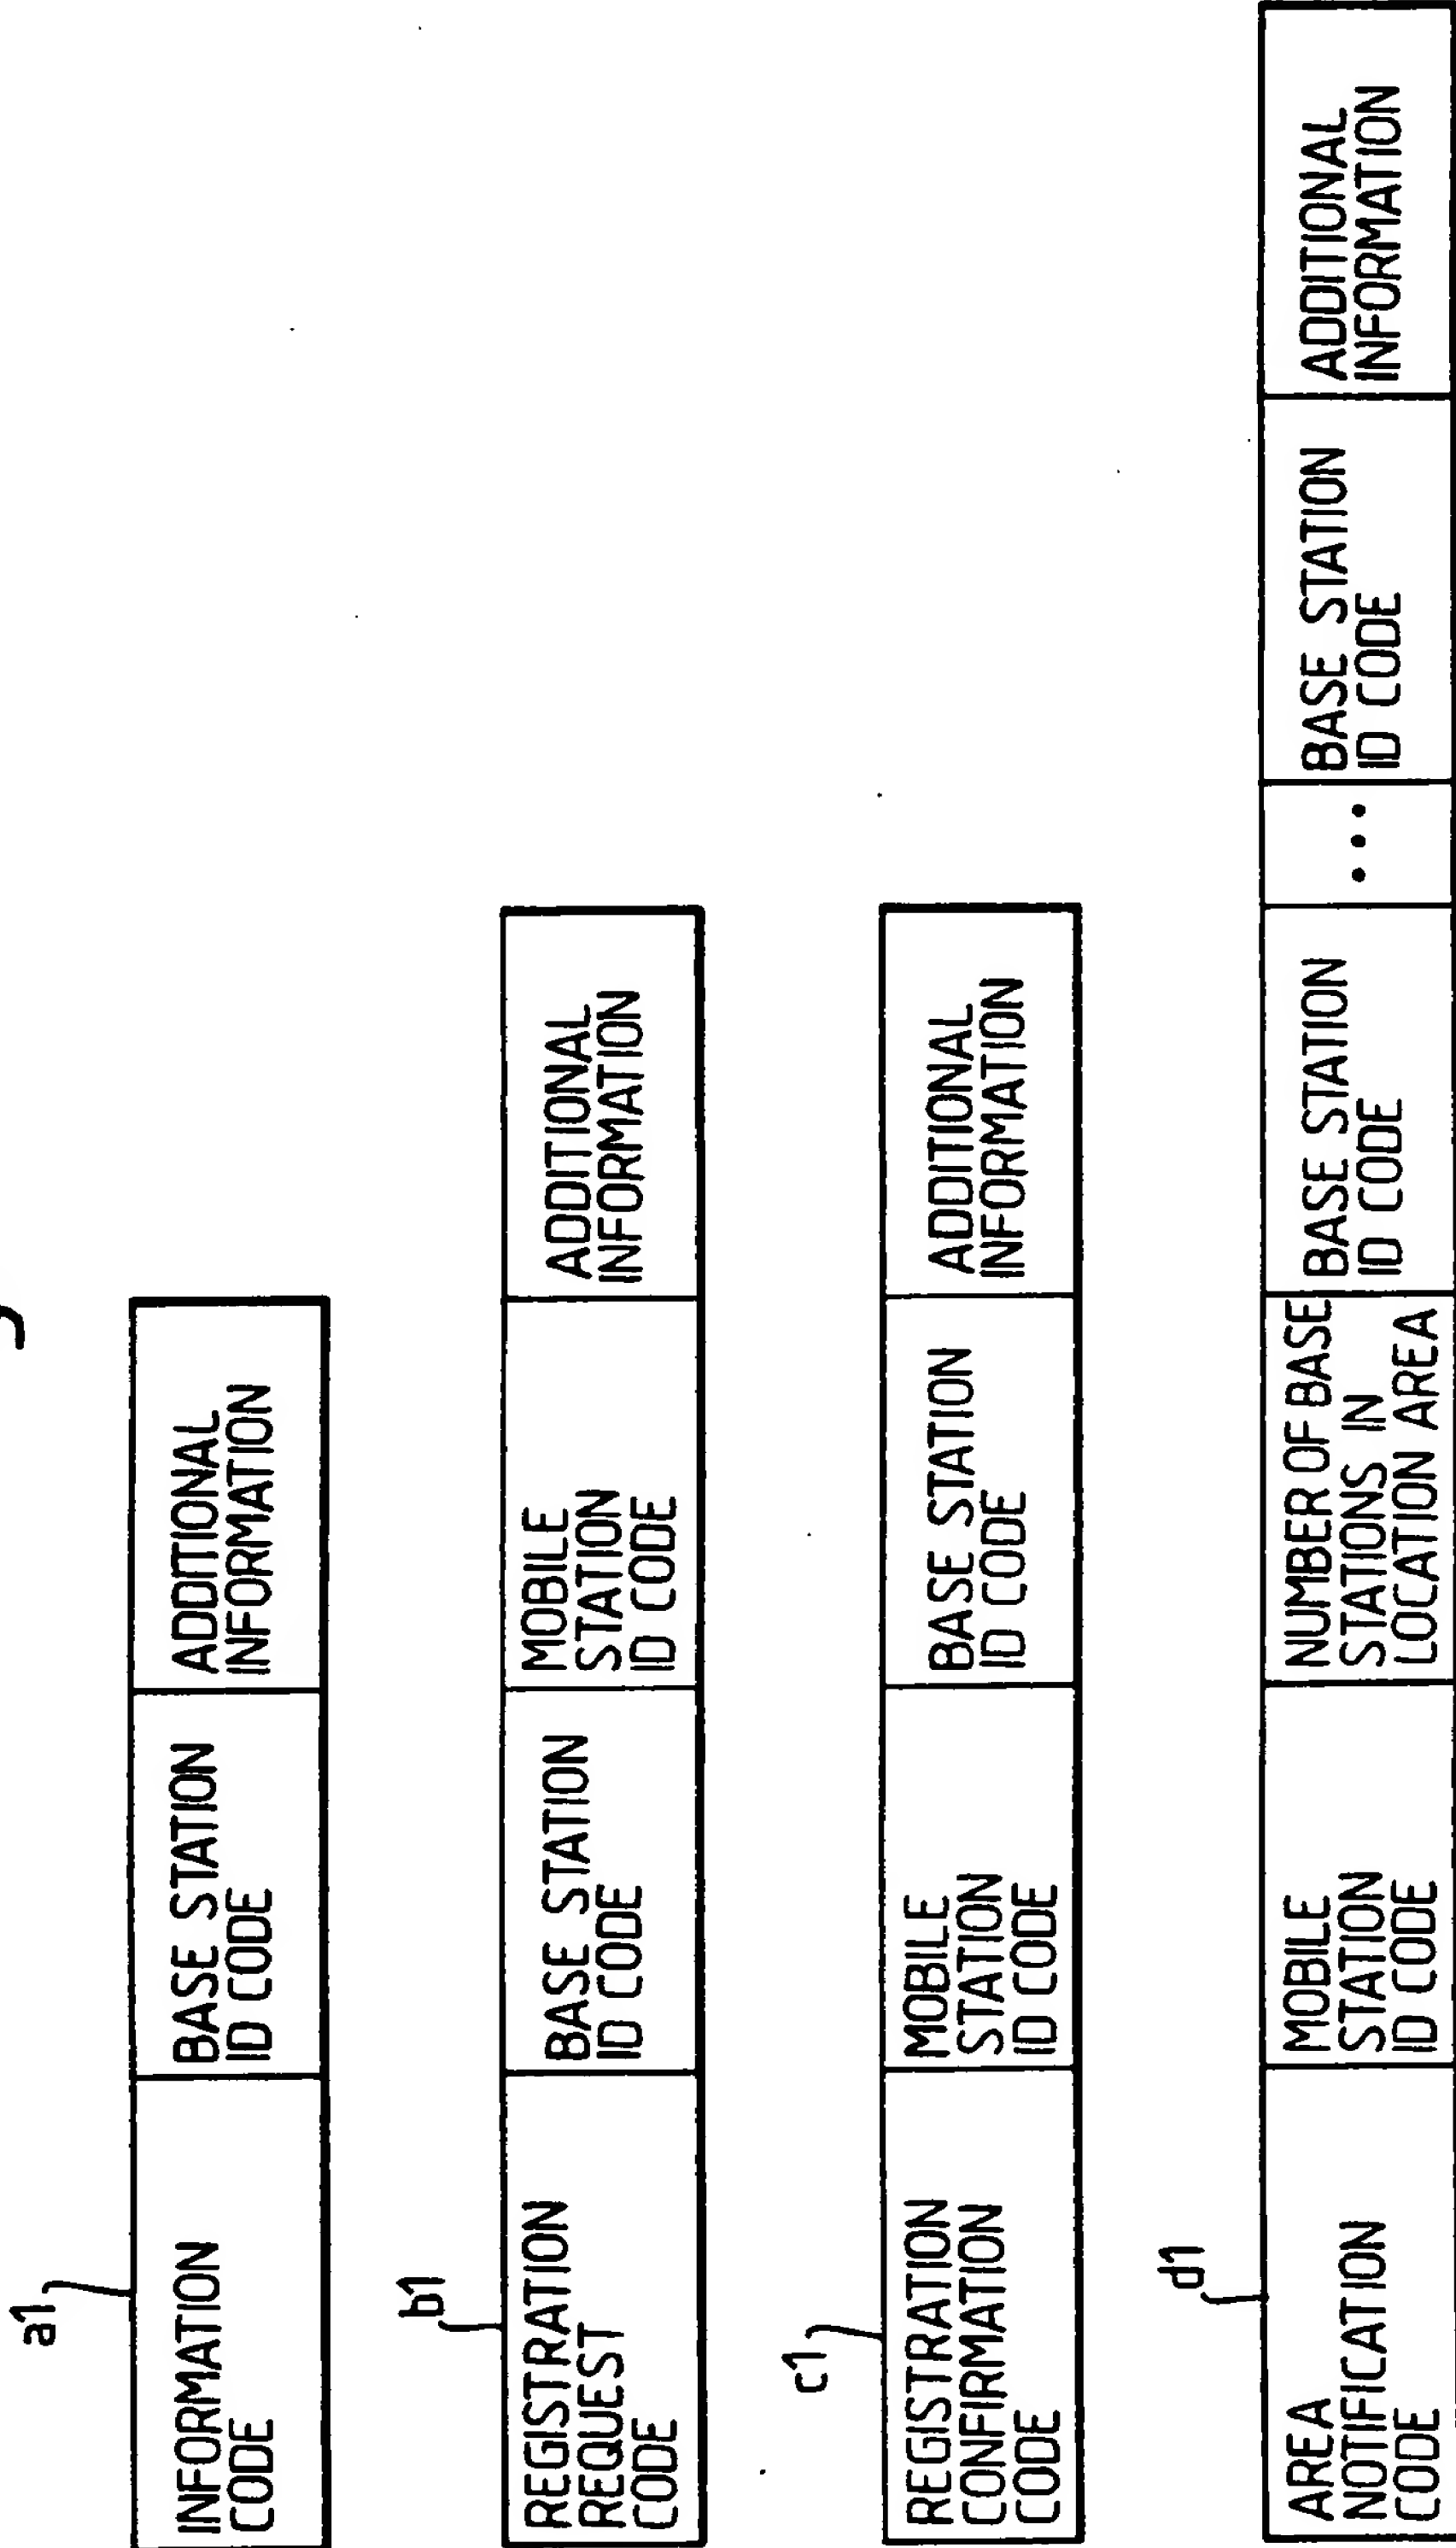 a1
INFORMATION
CODE
BASE STATION
ID CODE
ADDITIONAL
INFORMATION
b1
REGISTRATION
REQUEST
CODE
BASE STATION
ID CODE
MOBILE
STATION
ID CODE
ADDITIONAL
INFORMATION
c1
REGISTRATION
CONFIRMATION
CODE
MOBILE
STATION
ID CODE
BASE STATION
ID CODE
ADDITIONAL
INFORMATION
d1
AREA
NOTIFICATION
CODE
MOBILE
STATION
ID CODE
NUMBER OF BASE
STATIONS IN
LOCATION AREA
BASE STATION
ID CODE
...
BASE STATION
ID CODE
ADDITIONAL
INFORMATION